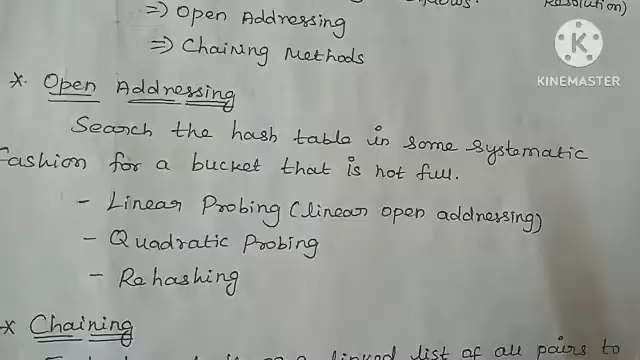 Resolution)
=> Open Addressing
=> Chaining Methods
KINEMASTER
* Open Addressing
Search the hash table in some systematic
Fashion for a bucket that is not full.
- Linear Probing (linear open addressing)
- Quadratic Probing
- Rehashing
* Chaining
linked list of all pairs to